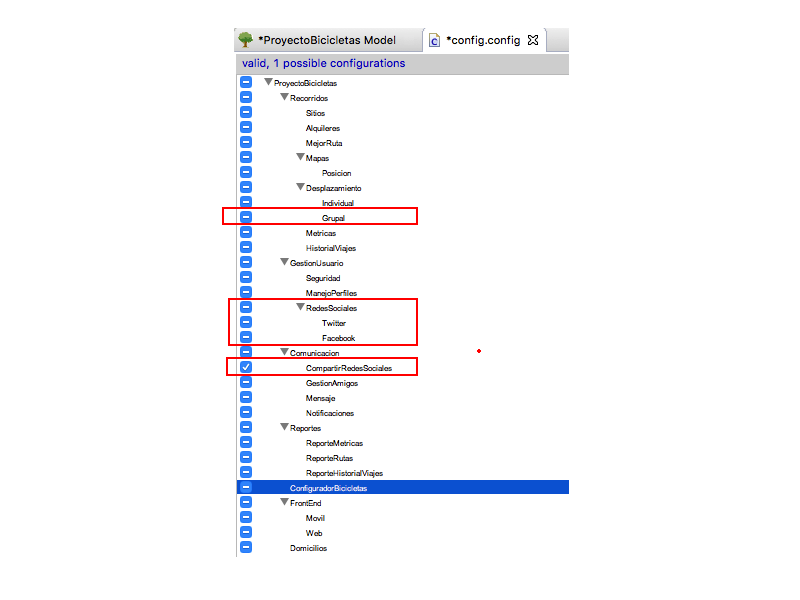 *ProyectoBicicletas Model
*config.config
valid, 1 possible configurations
ProyectoBicicletas
Recorridos
Sitios
Alquileres
MejorRuta
Mapas
Posicion
Desplazamiento
Individual
Grupal
Metricas
HistorialViajes
GestionUsuario
Seguridad
ManejoPerfiles
RedesSociales
Twitter
Facebook
Comunicacion
CompartirRedesSociales
GestionAmigos
Mensaje
Notificaciones
Reportes
ReporteMetricas
ReporteRutas
ReporteHistorialViajes
ConfiguradorBicicletas
FrontEnd
Movil
Web
Domicilios